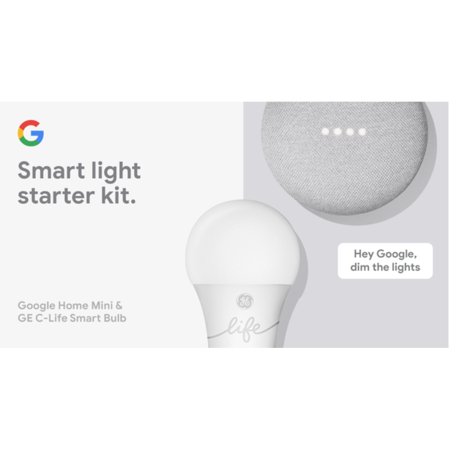 G
Smart light
starter kit.
Hey Google,
dim the lights
Google Home Mini &
GE C-Life Smart Bulb
GE
life